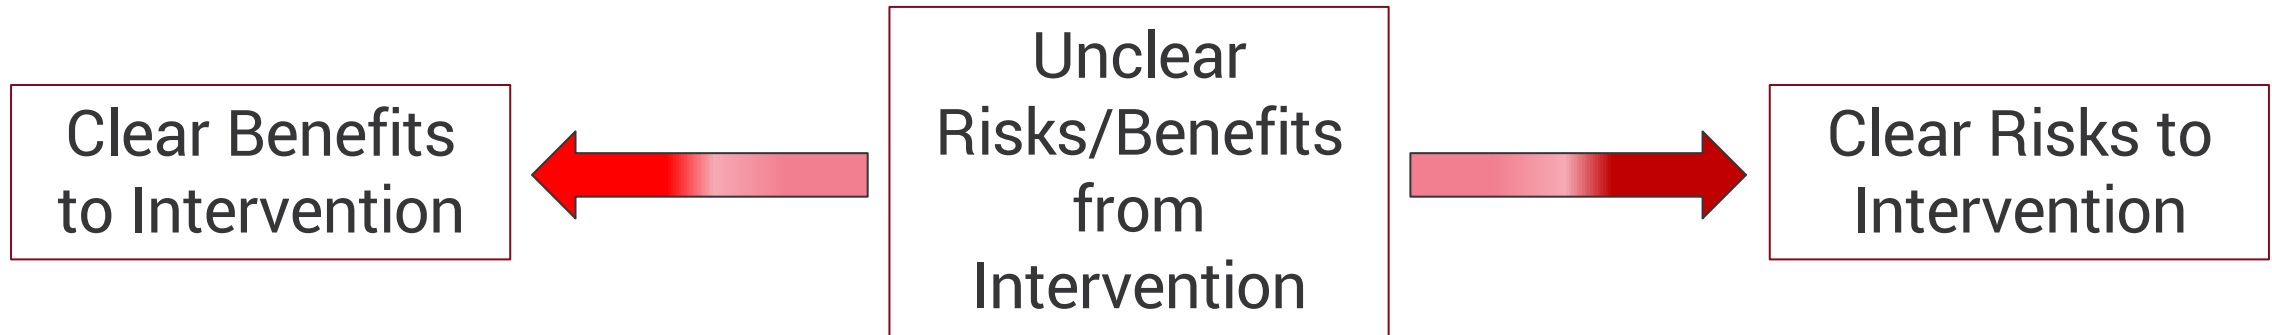 Clear Benefits
to Intervention
Unclear
Risks/Benefits
from
Intervention
Clear Risks to
Intervention